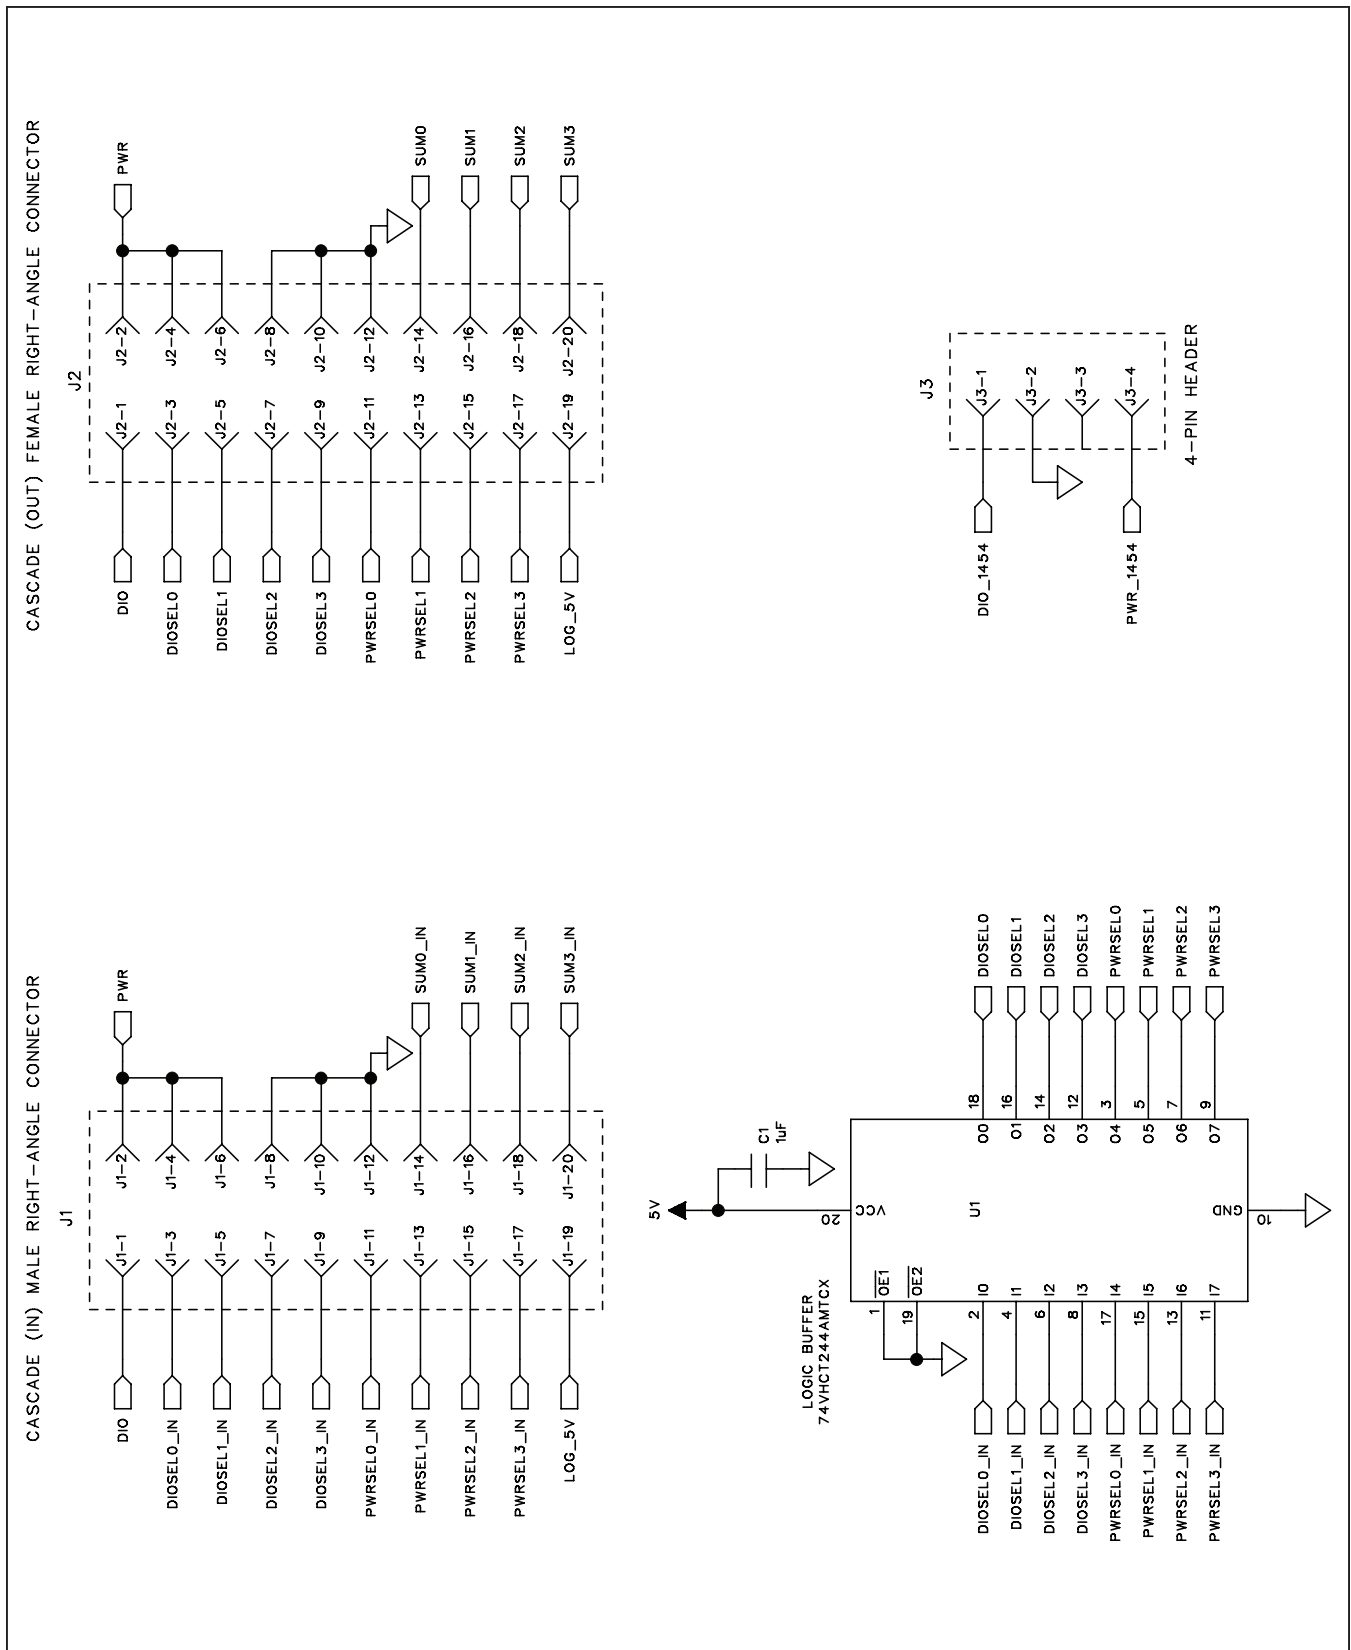 CASCADE (IN) MALE RIGHT-ANGLE CONNECTOR
J1
DIO
J1-1
J1-2
PWR
DIOSEL0_IN
J1-3
J1-4
DIOSEL1_IN
J1-5
J1-6
DIOSEL2_IN
J1-7
J1-8
DIOSEL3_IN
J1-9
J1-10
PWRSEL0_IN
J1-11
J1-12
PWRSEL1_IN
J1-13
J1-14
SUM0_IN
PWRSEL2_IN
J1-15
J1-16
SUM1_IN
PWRSEL3_IN
J1-17
J1-18
SUM2_IN
LOG_5V
J1-19
J1-20
SUM3_IN
CASCADE (OUT) FEMALE RIGHT-ANGLE CONNECTOR
J2
DIO
J2-1
J2-2
PWR
DIOSEL0
J2-3
J2-4
DIOSEL1
J2-5
J2-6
DIOSEL2
J2-7
J2-8
DIOSEL3
J2-9
J2-10
PWRSEL0
J2-11
J2-12
PWRSEL1
J2-13
J2-14
SUM0
PWRSEL2
J2-15
J2-16
SUM1
PWRSEL3
J2-17
J2-18
SUM2
LOG_5V
J2-19
J2-20
SUM3
5V
C1
1uF
LOGIC BUFFER
74VHCT244AMTCX
20
VCC
1
OE1
19
OE2
U1
DIOSEL0_IN
2
I0
O0
18
DIOSEL0
DIOSEL1_IN
4
I1
O1
16
DIOSEL1
DIOSEL2_IN
6
I2
O2
14
DIOSEL2
DIOSEL3_IN
8
I3
O3
12
DIOSEL3
PWRSEL0_IN
17
I4
O4
3
PWRSEL0
PWRSEL1_IN
15
I5
O5
5
PWRSEL1
PWRSEL2_IN
13
I6
O6
7
PWRSEL2
PWRSEL3_IN
11
I7
O7
9
PWRSEL3
GND
10
J3
DIO_1454
J3-1
J3-2
J3-3
PWR_1454
J3-4
4-PIN HEADER